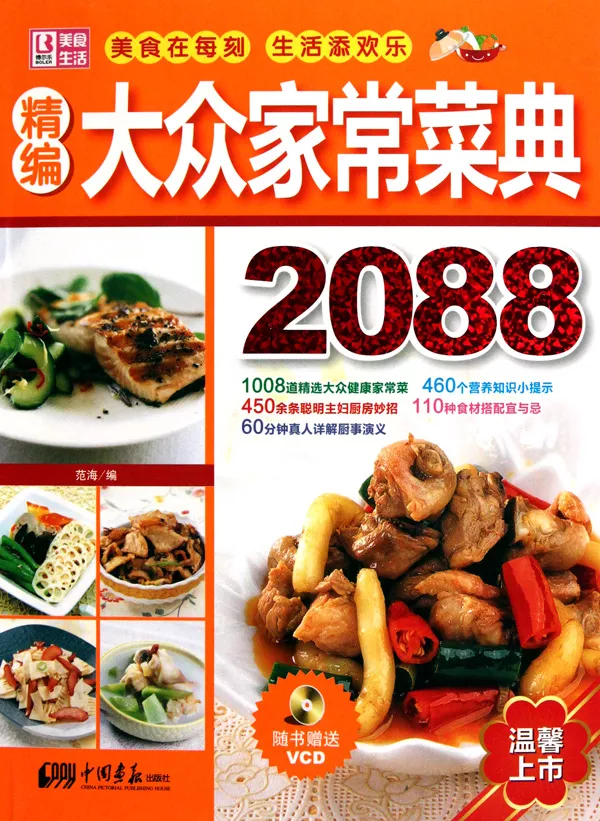 博尔乐
BOLER
美食
生活
美食在每刻 生活添欢乐
精编
大众家常菜典
2088
1008道精选大众健康家常菜 460个营养知识小提示
450余条聪明主妇厨房妙招 110种食材搭配宜与忌
60分钟真人详解厨事演义
范海/编
随书赠送
VCD
温馨
上市
中国画报出版社
CHINA PICTORIAL PUBLISHING HOUSE